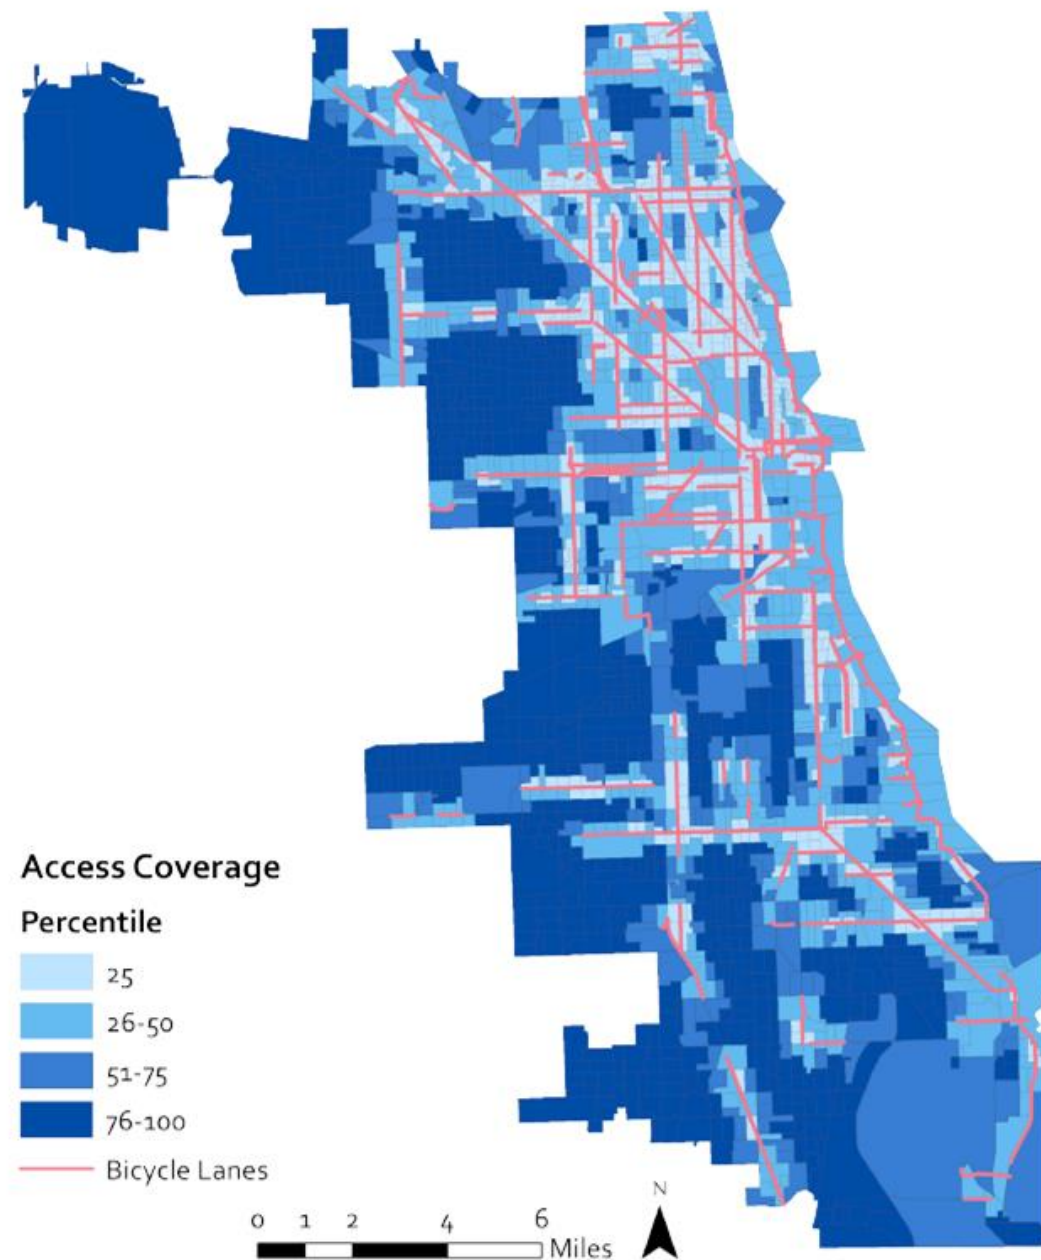 Access Coverage
Percentile
25
26-50
51-75
76-100
Bicycle Lanes
0 1 2 4 6
Miles
N